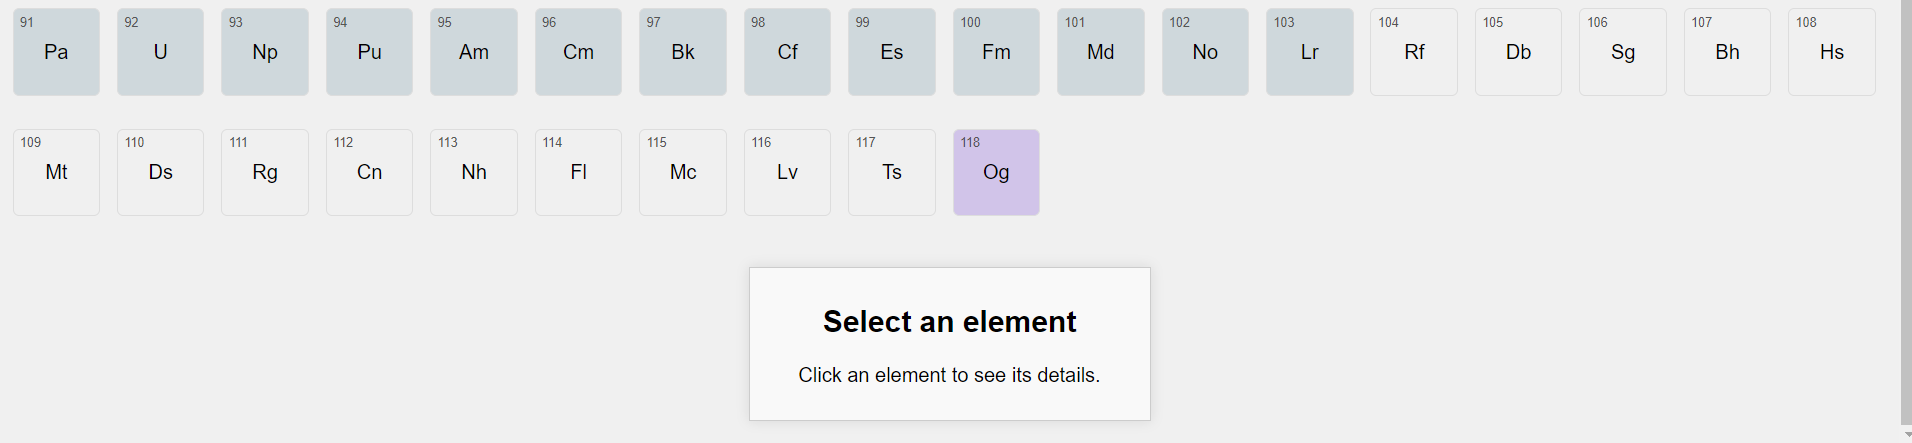 91 92 93 94 95 96 97 98 99 100 101 102 103 104 105 106 107 108
Pa U Np Pu Am Cm Bk Cf Es Fm Md No Lr Rf Db Sg Bh Hs
109 110 111 112 113 114 115 116 117 118
Mt Ds Rg Cn Nh Fl Mc Lv Ts Og
Select an element
Click an element to see its details.